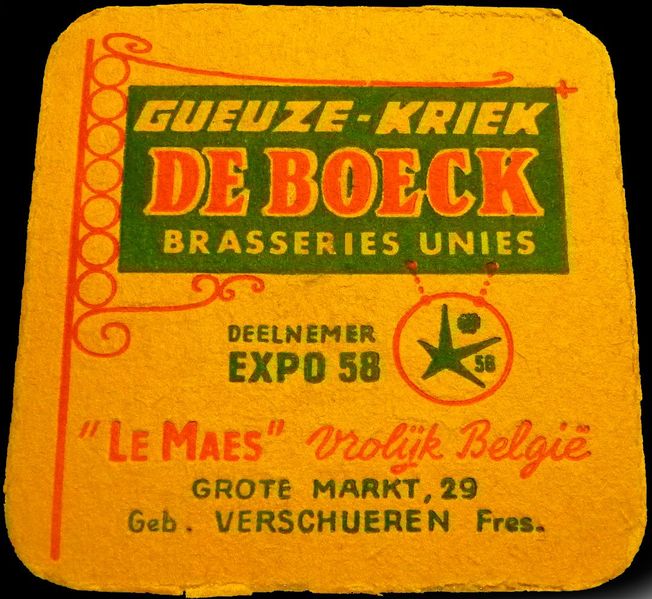 GUEUZE-KRIEK
DE BOECK
BRASSERIES UNIES
DEELNEMER
EXPO 58
58
"LE MAES" Vrolijk België
GROTE MARKT, 29
Geb. VERSCHUEREN Fres.